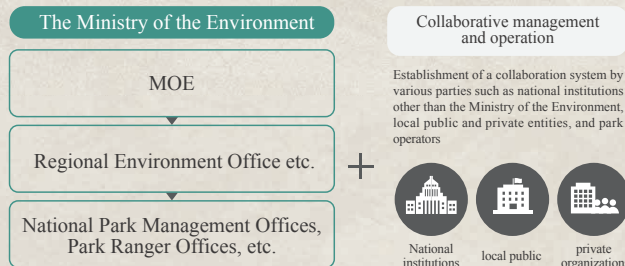 The Ministry of the Environment
MOE
Regional Environment Office etc.
National Park Management Offices,
Park Ranger Offices, etc.
+
Collaborative management
and operation
Establishment of a collaboration system by
various parties such as national institutions
other than the Ministry of the Environment,
local public and private entities, and park
operators
National
institutions
local public
private
organization